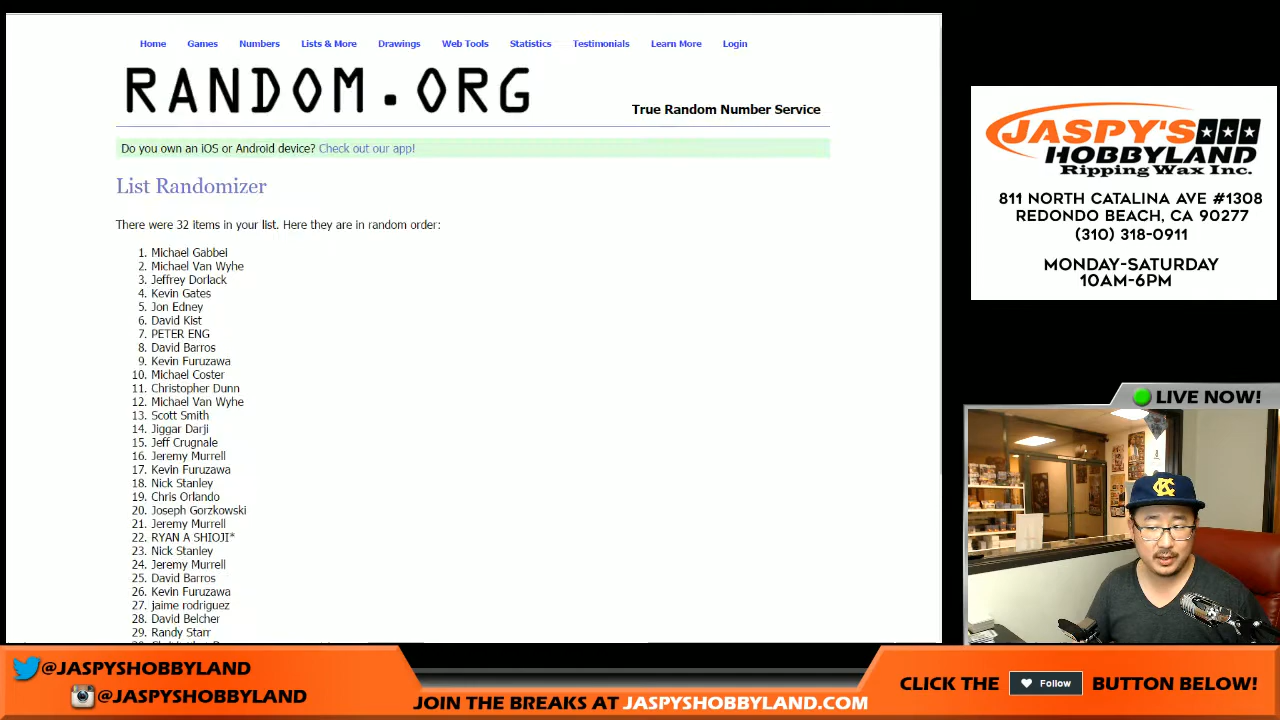 Home Games Numbers Lists & More Drawings Web Tools Statistics Testimonials Learn More Login
RANDOM.ORG
True Random Number Service
Do you own an iOS or Android device? Check out our app!
List Randomizer
There were 32 items in your list. Here they are in random order:
1. Michael Gabbei
2. Michael Van Wyhe
3. Jeffrey Dorlack
4. Kevin Gates
5. Jon Edney
6. David Kist
7. PETER ENG
8. David Barros
9. Kevin Furuzawa
10. Michael Coster
11. Christopher Dunn
12. Michael Van Wyhe
13. Scott Smith
14. Jiggar Darji
15. Jeff Crugnale
16. Jeremy Murrell
17. Kevin Furuzawa
18. Nick Stanley
19. Chris Orlando
20. Joseph Gorzkowski
21. Jeremy Murrell
22. RYAN A SHIOJI*
23. Nick Stanley
24. Jeremy Murrell
25. David Barros
26. Kevin Furuzawa
27. jaime rodriguez
28. David Belcher
29. Randy Starr
JASPY'S
HOBBYLAND
Ripping Wax Inc.
811 NORTH CATALINA AVE #1308
REDONDO BEACH, CA 90277
(310) 318-0911
MONDAY-SATURDAY
10AM-6PM
LIVE NOW!
KC
@JASPYSHOBBYLAND
@JASPYSHOBBYLAND
JOIN THE BREAKS AT JASPYSHOBBYLAND.COM
CLICK THE Follow BUTTON BELOW!